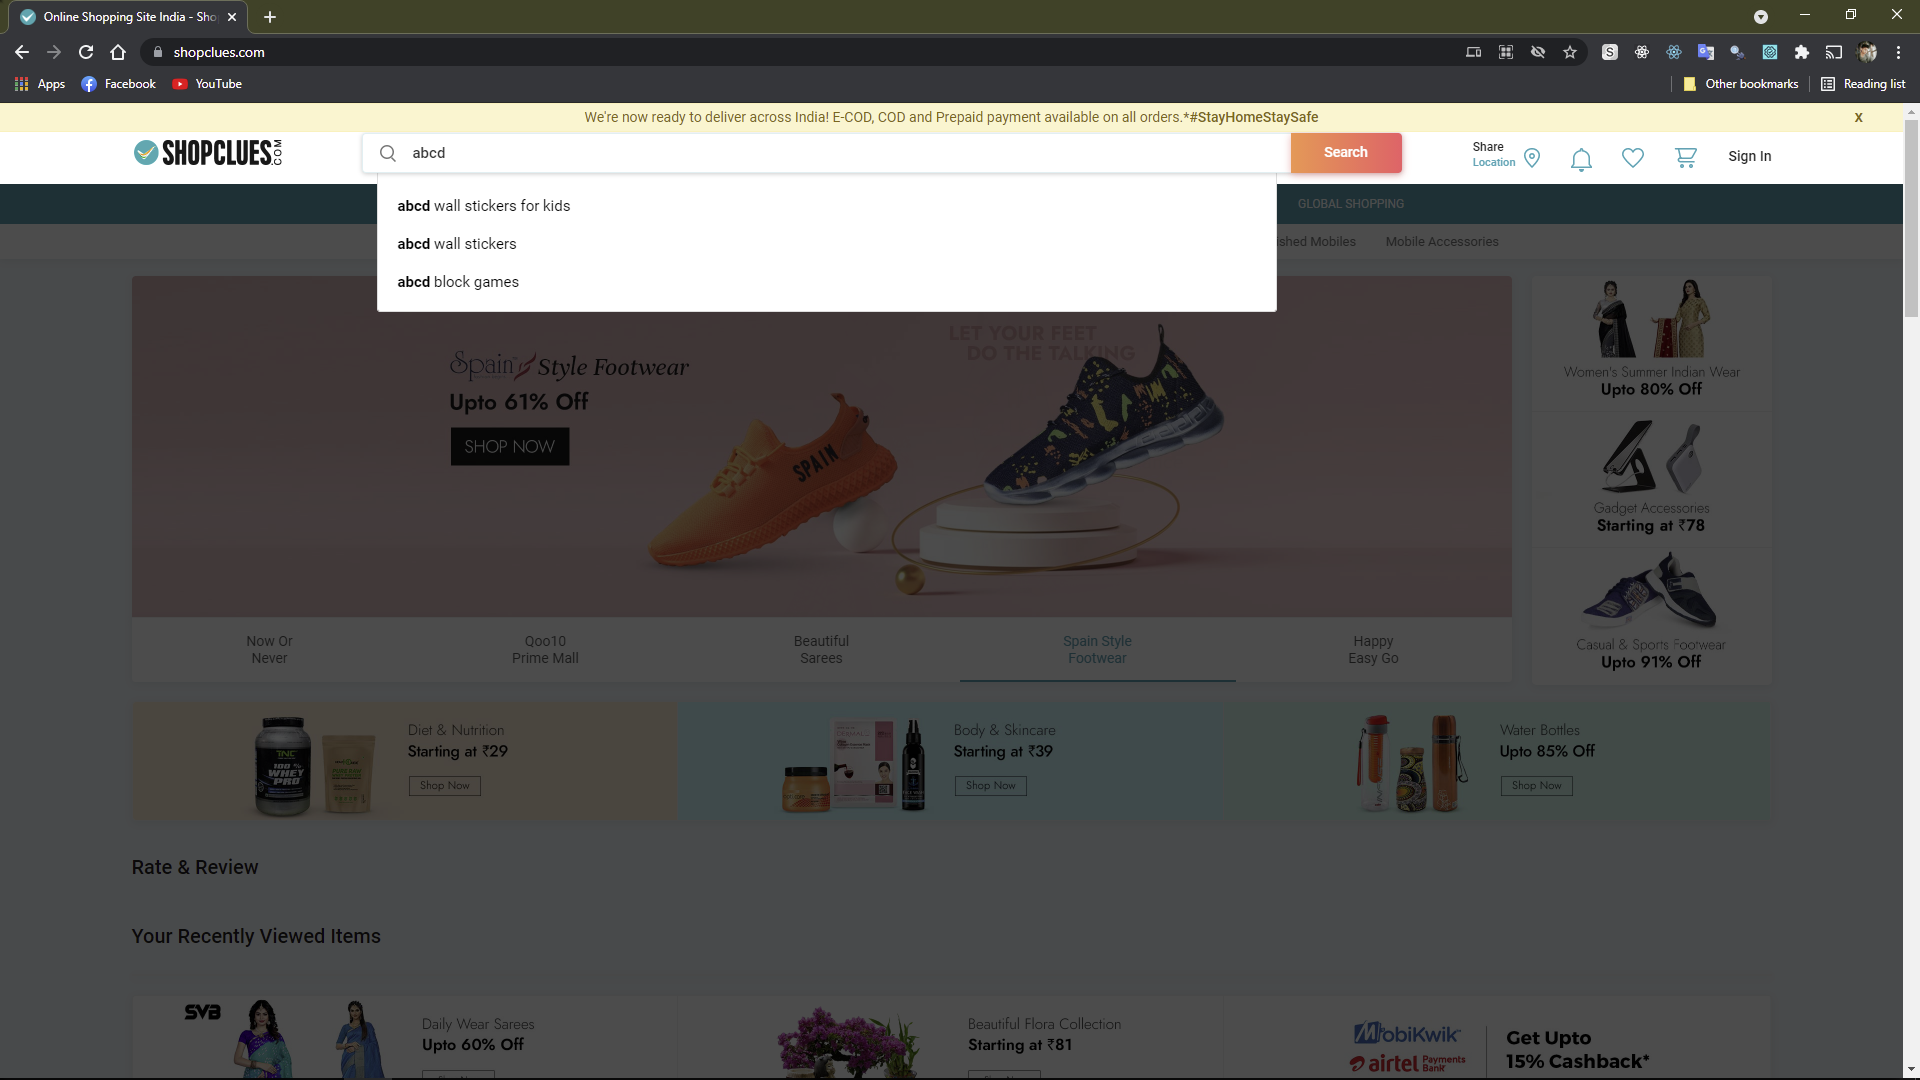 Online Shopping Site India - Sho
shopclues.com
Apps
Facebook
YouTube
Other bookmarks
Reading list
We're now ready to deliver across India! E-COD, COD and Prepaid payment available on all orders.*#StayHomeStaySafe
X
SHOPCLUES.COM
abcd
Search
Share
Location
Sign In
abcd wall stickers for kids
abcd wall stickers
abcd block games
GLOBAL SHOPPING
shed Mobiles
Mobile Accessories
LET YOUR FEET
DO THE TALKING
Spain Style Footwear
Upto 61% Off
SHOP NOW
SPAIN
Women's Summer Indian Wear
Upto 80% Off
Gadget Accessories
Starting at ₹78
Casual & Sports Footwear
Upto 91% Off
Now Or
Never
Qoo10
Prime Mall
Beautiful
Sarees
Spain Style
Footwear
Happy
Easy Go
Diet & Nutrition
Starting at ₹29
Shop Now
TNC
100 %
WHEY
PRO
Body & Skincare
Starting at ₹39
Shop Now
Water Bottles
Upto 85% Off
Shop Now
Rate & Review
Your Recently Viewed Items
SVB
Daily Wear Sarees
Upto 60% Off
Beautiful Flora Collection
Starting at ₹81
MobiKwik
airtel Payments Bank
Get Upto
15% Cashback*